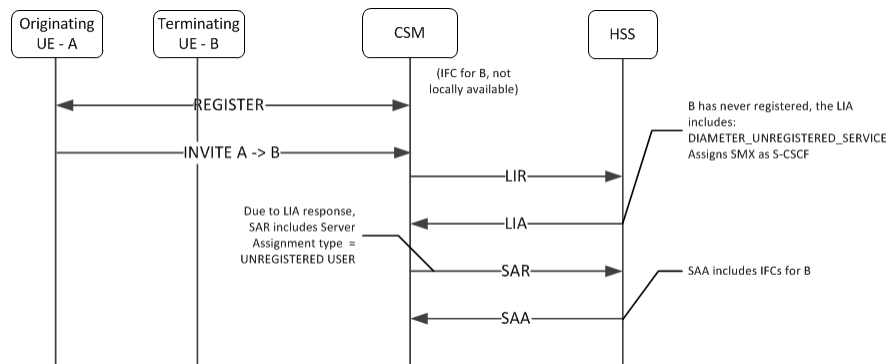 Originating
UE - A
Terminating
UE - B
CSM
HSS
(IFC for B, not
locally available)
REGISTER
B has never registered, the LIA
includes:
DIAMETER_UNREGISTERED_SERVICE
Assigns SMX as S-CSCF
INVITE A -> B
LIR
Due to LIA response,
SAR includes Server
Assignment type =
UNREGISTERED USER
LIA
SAR
SAA includes IFCs for B
SAA